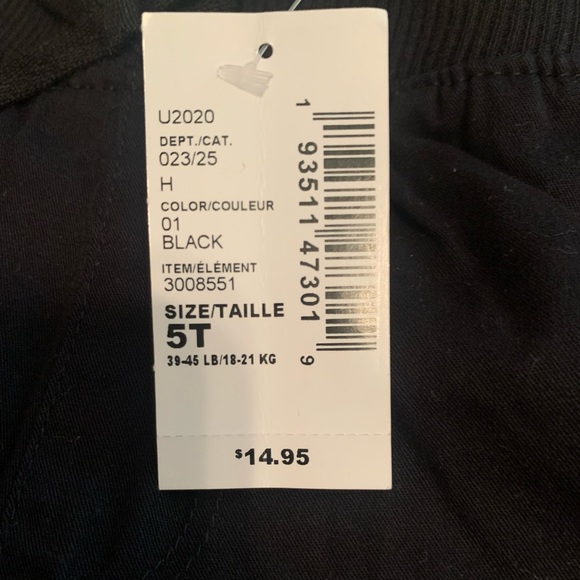 U2020
DEPT./CAT.
023/25
H
COLOR/COULEUR
01
BLACK
ITEM/ÉLÉMENT
3008551
SIZE/TAILLE
5T
39-45 LB/18-21 KG
1 93511 47301 9
$14.95